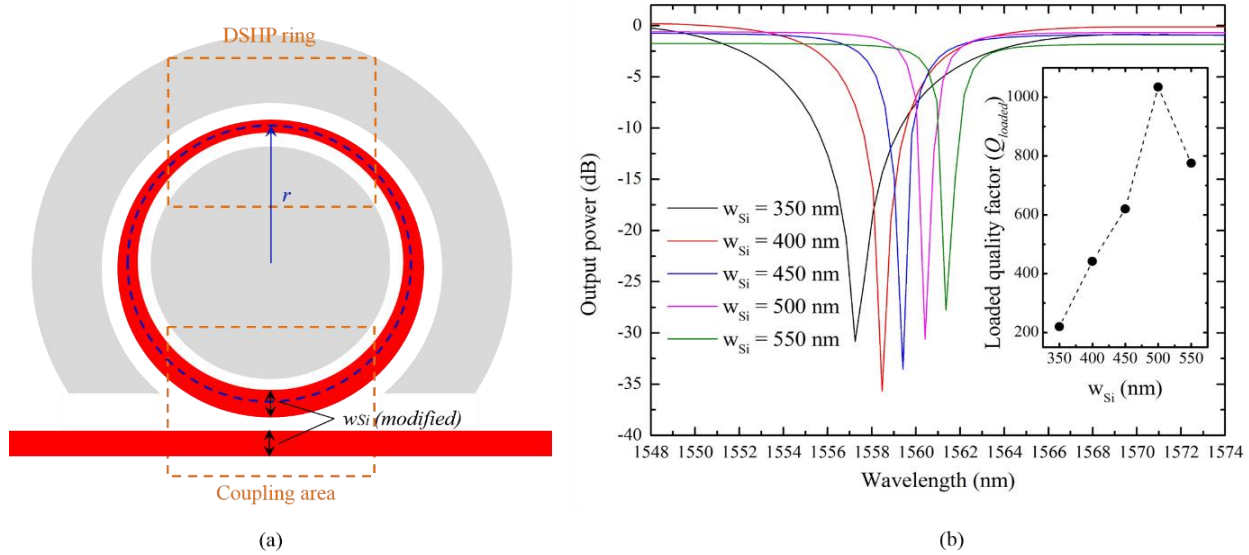 DSHP ring
r
wSi (modified)
Coupling area
(a)
Output power (dB)
0
-5
-10
-15
-20
-25
-30
-35
-40
1548 1550 1552 1554 1556 1558 1560 1562 1564 1566 1568 1570 1572 1574
Wavelength (nm)
wSi = 350 nm
wSi = 400 nm
wSi = 450 nm
wSi = 500 nm
wSi = 550 nm
Loaded quality factor (Qloaded)
1000
800
600
400
200
350 400 450 500 550
wSi (nm)
(b)